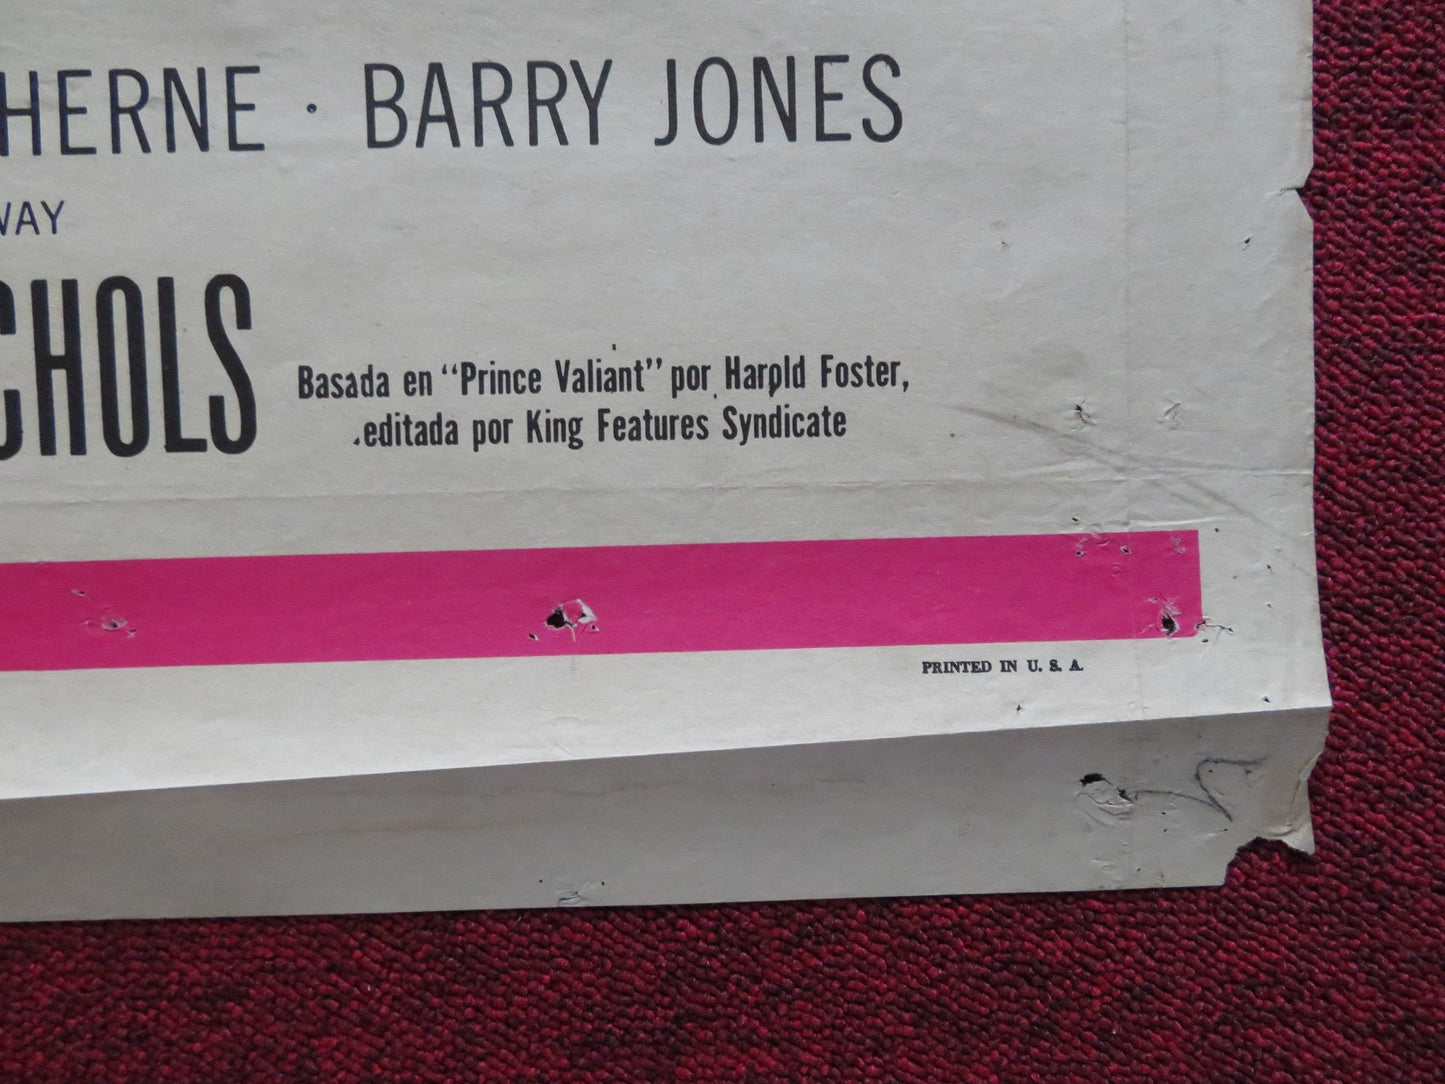 HERNE · BARRY JONES
WAY
CHOLS
Basada en "Prince Valiant" por Harold Foster,
editada por King Features Syndicate
PRINTED IN U. S. A.